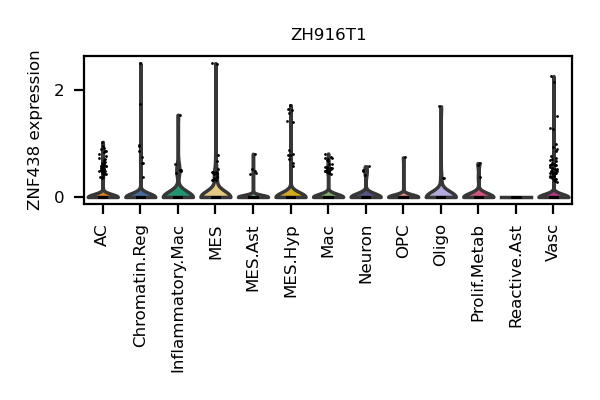 ZH916T1
ZNF438 expression
2
0
AC
Chromatin.Reg
Inflammatory.Mac
MES
MES.Ast
MES.Hyp
Mac
Neuron
OPC
Oligo
Prolif.Metab
Reactive.Ast
Vasc